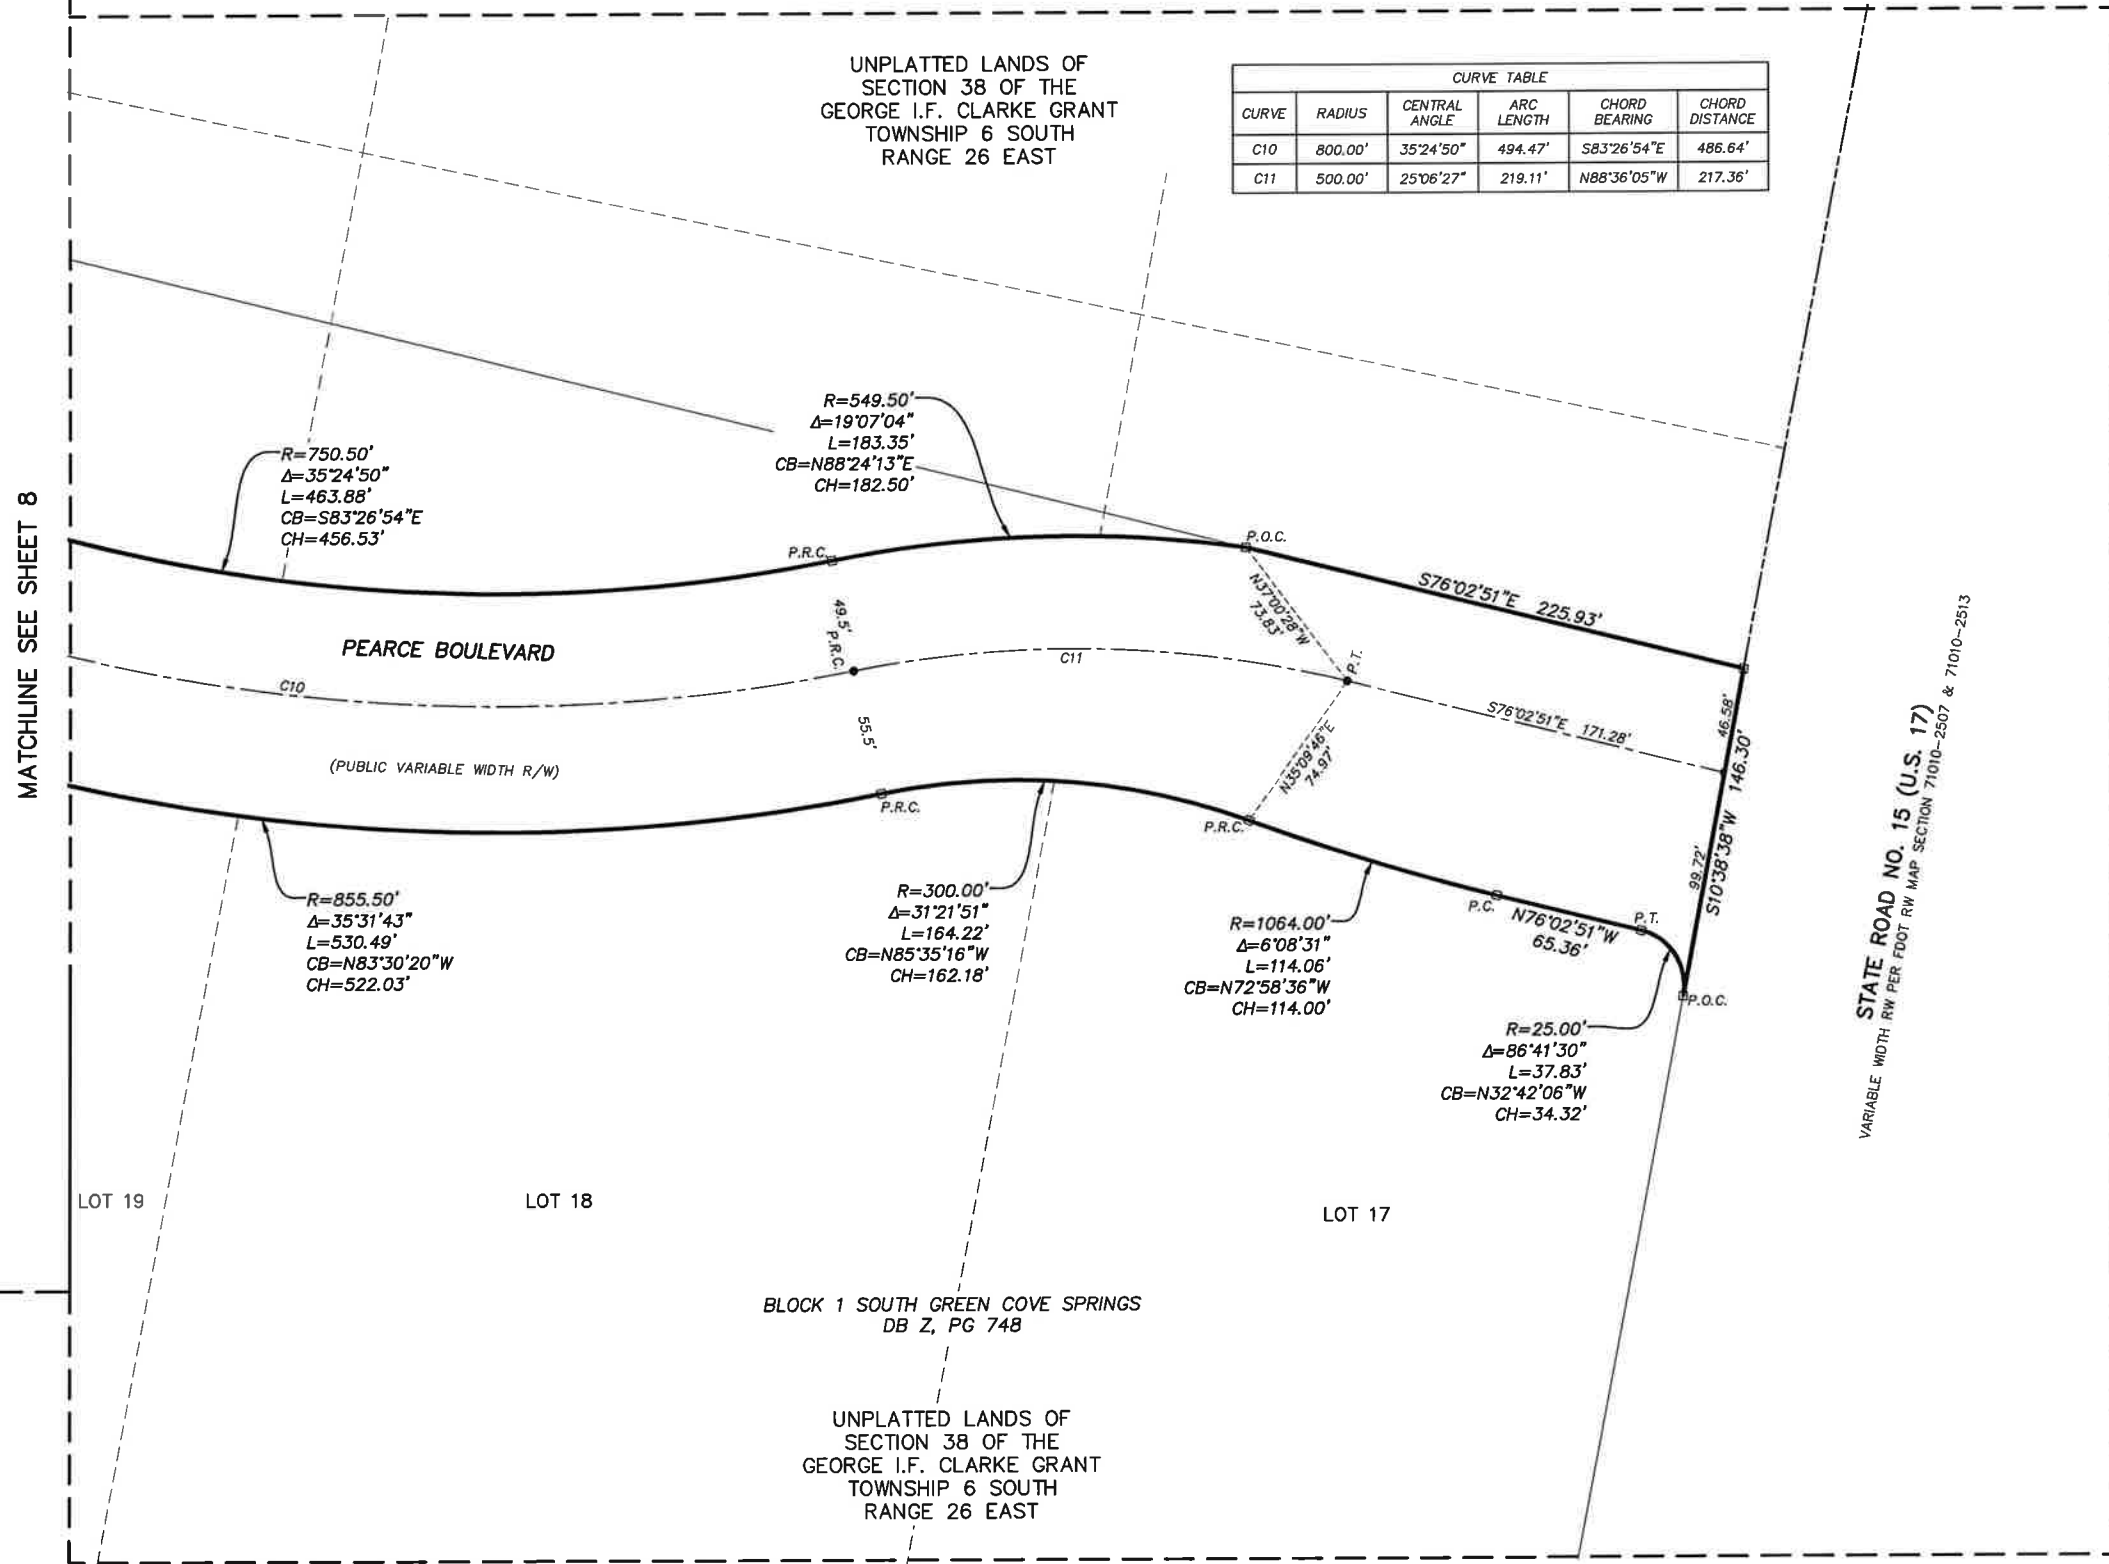 UNPLATTED LANDS OF
SECTION 38 OF THE
GEORGE I.F. CLARKE GRANT
TOWNSHIP 6 SOUTH
RANGE 26 EAST
CURVE TABLE
CURVE RADIUS CENTRAL ANGLE ARC LENGTH CHORD BEARING CHORD DISTANCE
C10 800.00' 35°24'50" 494.47' S83°26'54"E 486.64'
C11 500.00' 25°06'27" 219.11' N88°36'05"W 217.36'
MATCHLINE SEE SHEET 8
R=750.50'
Δ=35°24'50"
L=463.88'
CB=S83°26'54"E
CH=456.53'
R=549.50'
Δ=19°07'04"
L=183.35'
CB=N88°24'13"E
CH=182.50'
P.R.C.
P.O.C.
S76°02'51"E 225.93'
N37°00'28"W
73.83'
49.5'
P.R.C.
PEARCE BOULEVARD
C10
C11
P.T.
S76°02'51"E 171.28'
46.58'
55.5'
(PUBLIC VARIABLE WIDTH R/W)
N35°09'46"E
74.97'
P.R.C.
P.R.C.
S10°38'38"W 146.30'
99.72'
P.C.
N76°02'51"W
65.36'
P.T.
P.O.C.
STATE ROAD NO. 15 (U.S. 17)
VARIABLE WIDTH RW PER FDOT RW MAP SECTION 71010-2507 & 71010-2513
R=855.50'
Δ=35°31'43"
L=530.49'
CB=N83°30'20"W
CH=522.03'
R=300.00'
Δ=31°21'51"
L=164.22'
CB=N85°35'16"W
CH=162.18'
R=1064.00'
Δ=6°08'31"
L=114.06'
CB=N72°58'36"W
CH=114.00'
R=25.00'
Δ=86°41'30"
L=37.83'
CB=N32°42'06"W
CH=34.32'
LOT 19
LOT 18
LOT 17
BLOCK 1 SOUTH GREEN COVE SPRINGS
DB Z, PG 748
UNPLATTED LANDS OF
SECTION 38 OF THE
GEORGE I.F. CLARKE GRANT
TOWNSHIP 6 SOUTH
RANGE 26 EAST